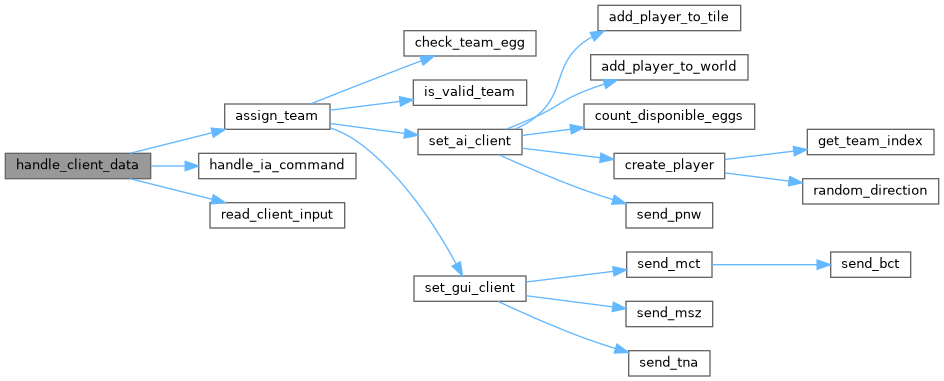 handle_client_data
assign_team
check_team_egg
is_valid_team
set_ai_client
add_player_to_tile
add_player_to_world
count_disponible_eggs
create_player
get_team_index
random_direction
send_pnw
set_gui_client
send_mct
send_bct
send_msz
send_tna
handle_ia_command
read_client_input